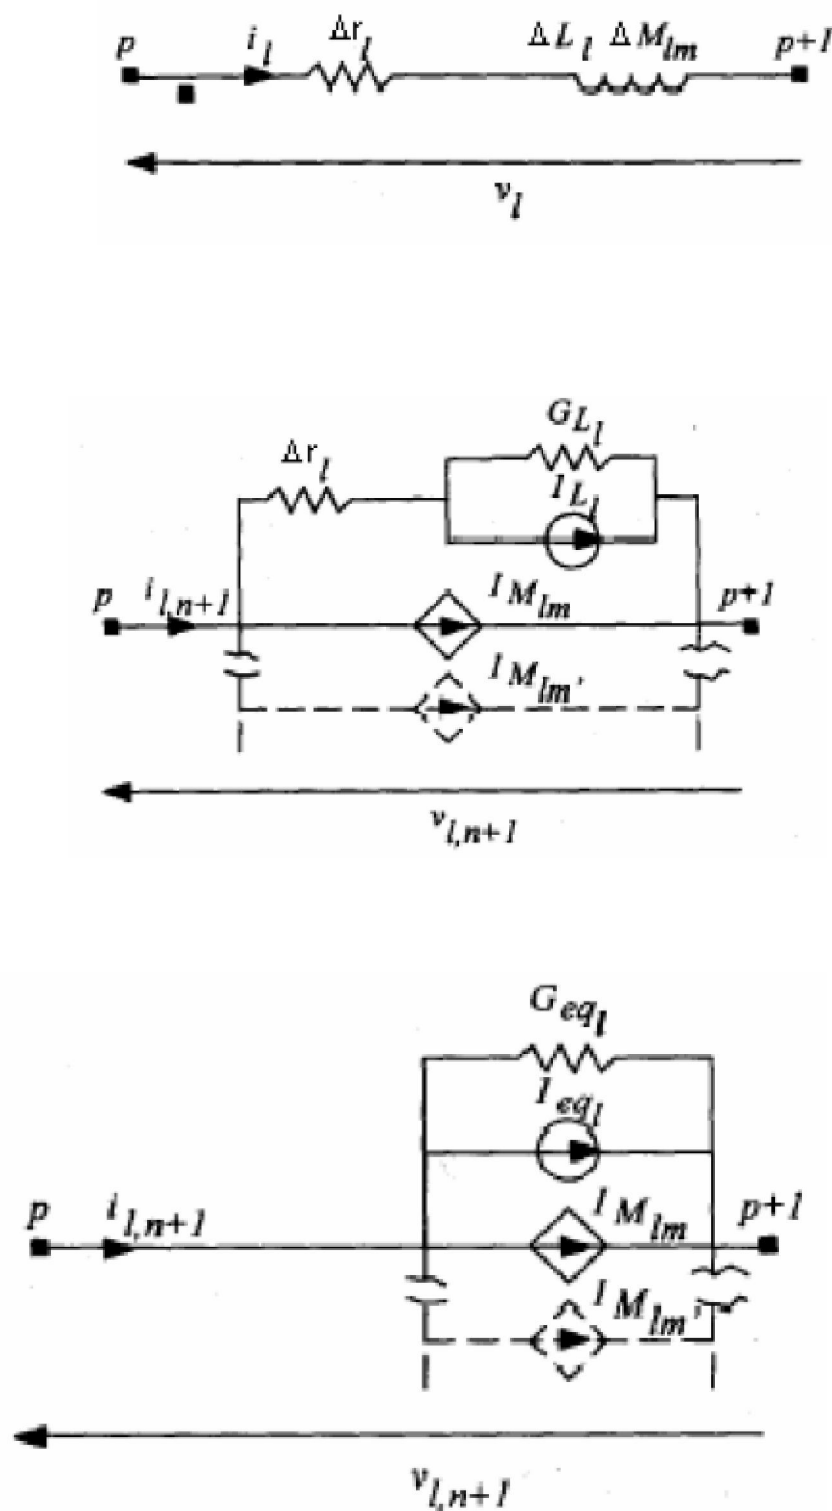 p i_l Δr_l ΔL_l ΔM_lm p+1
v_l
G_L_l
Δr_l I_L_l
p i_l,n+1 I_M_lm p+1
I_M_lm'
v_l,n+1
G_eq_l
I_eq_l
p i_l,n+1 I_M_lm p+1
I_M_lm'
v_l,n+1